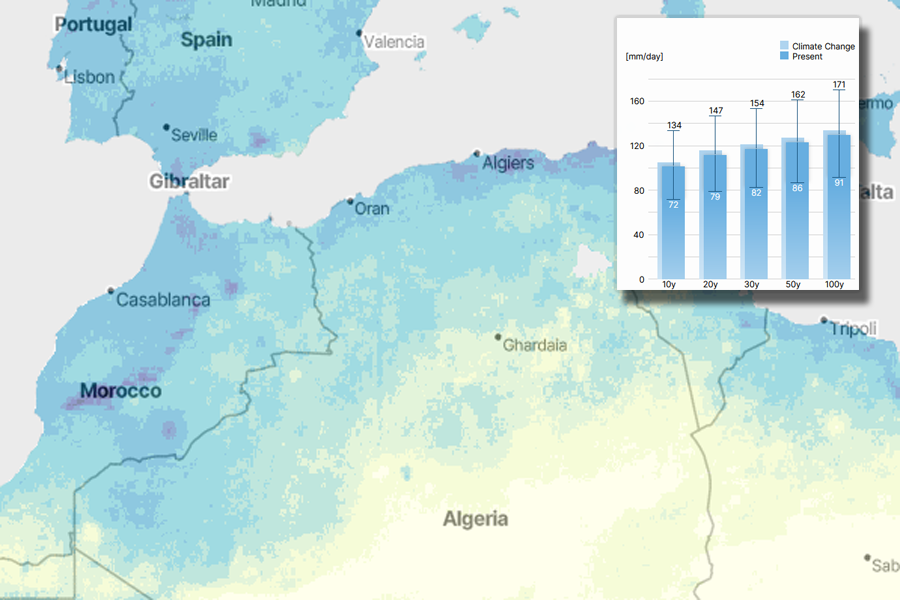 Madrid
Portugal
Spain
Valencia
Lisbon
Seville
Gibraltar
Algiers
Oran
Casablanca
Morocco
Ghardaia
Algeria
Tripoli
Sab
ermo
alta
Climate Change
Present
[mm/day]
160
120
80
40
0
134
147
154
162
171
72
79
82
86
91
10y
20y
30y
50y
100y